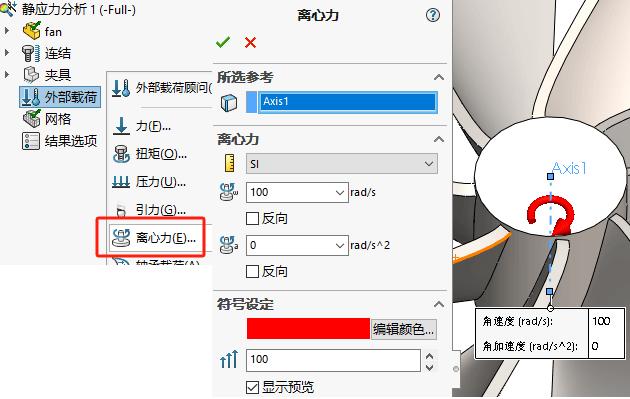 静应力分析 1 (-Full-)
fan
连结
夹具
外部载荷
网格
结果选项
外部载荷顾问(
力(F)...
扭矩(O)...
压力(U)...
引力(G)...
离心力(E)...
轴承载荷(A)
离心力
所选参考
Axis1
离心力
SI
100
rad/s
反向
0
rad/s^2
反向
符号设定
编辑颜色...
100
显示预览
Axis1
角速度 (rad/s): 100
角加速度 (rad/s^2): 0